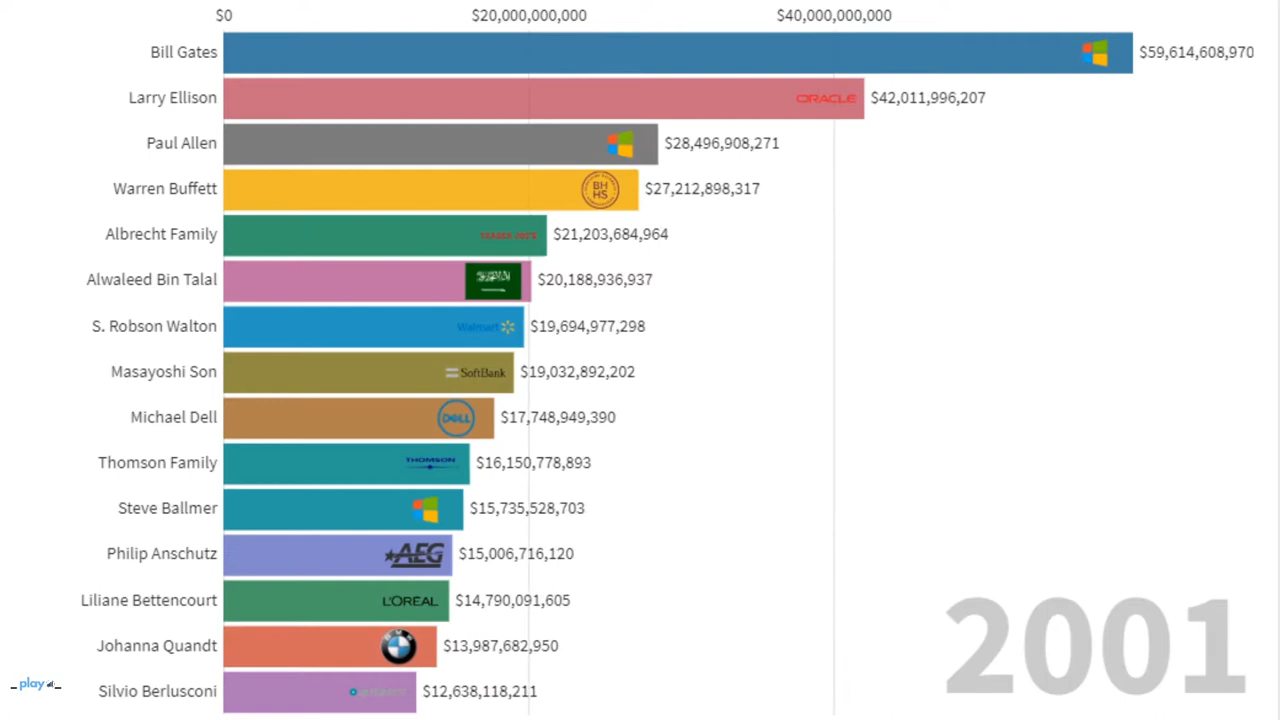 $0 $20,000,000,000 $40,000,000,000
Bill Gates $59,614,608,970
Larry Ellison ORACLE $42,011,996,207
Paul Allen $28,496,908,271
Warren Buffett BH HS $27,212,898,317
Albrecht Family TRADER JOE'S $21,203,684,964
Alwaleed Bin Talal $20,188,936,937
S. Robson Walton Walmart $19,694,977,298
Masayoshi Son SoftBank $19,032,892,202
Michael Dell DELL $17,748,949,390
Thomson Family THOMSON $16,150,778,893
Steve Ballmer $15,735,528,703
Philip Anschutz AEG $15,006,716,120
Liliane Bettencourt L'ORÉAL $14,790,091,605
Johanna Quandt BMW $13,987,682,950
Silvio Berlusconi $12,638,118,211
2001
_ play _